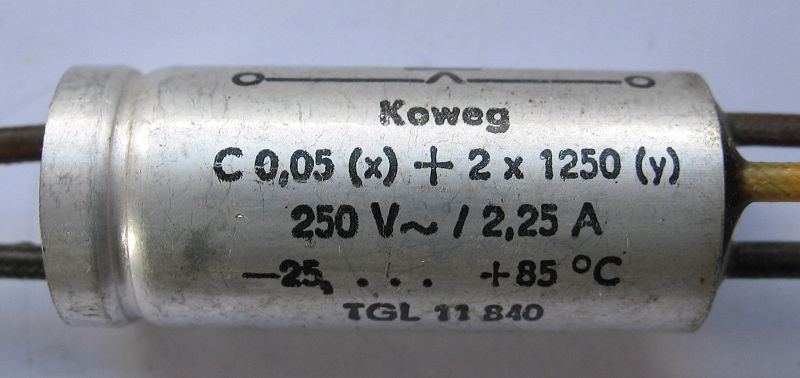 Koweg
C 0,05 (x) + 2 x 1250 (y)
250 V~ / 2,25 A
–25, . . . +85 °C
TGL 11 840